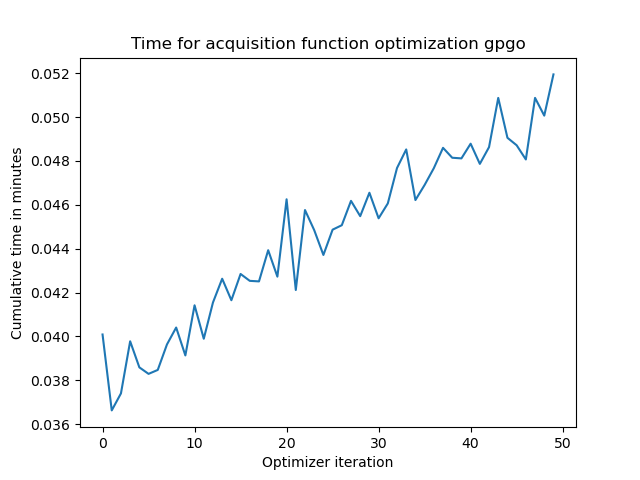 Time for acquisition function optimization gpgo
0.052
0.050
0.048
0.046
0.044
0.042
0.040
0.038
0.036
Cumulative time in minutes
0 10 20 30 40 50
Optimizer iteration